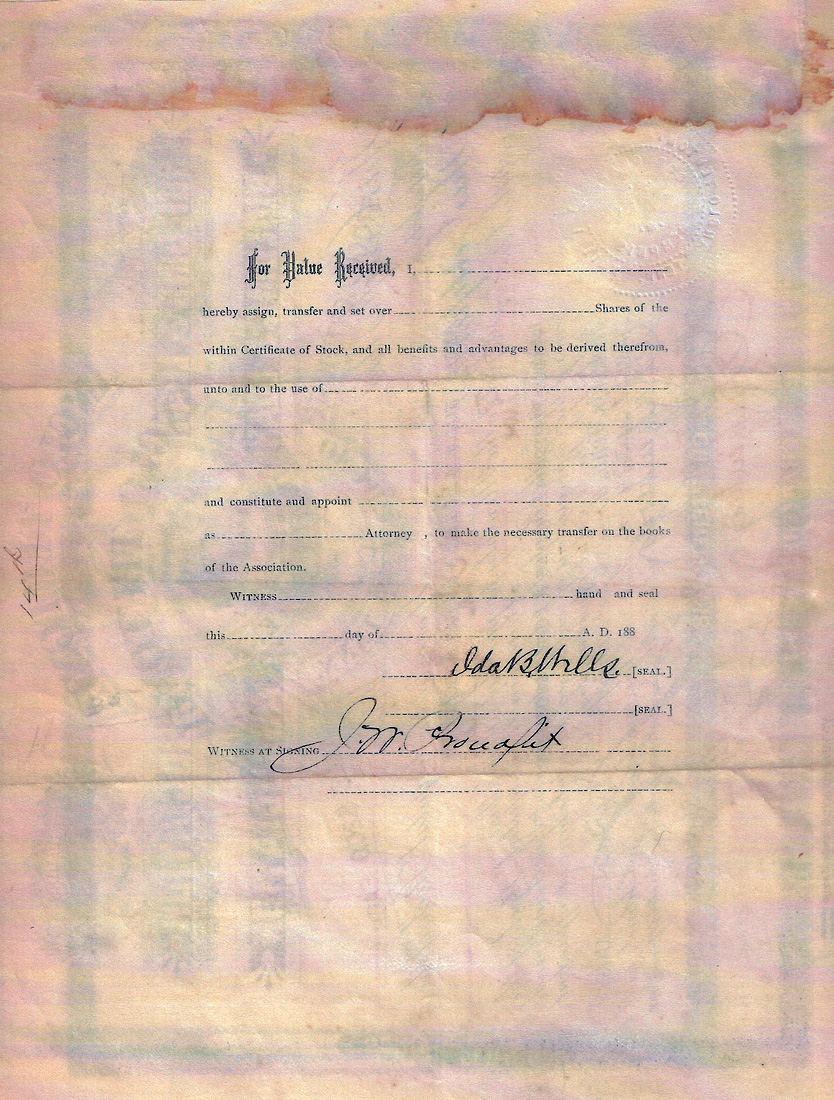 For Value Received, I,
hereby assign, transfer and set over Shares of the
within Certificate of Stock, and all benefits and advantages to be derived therefrom,
unto and to the use of
and constitute and appoint
as Attorney , to make the necessary transfer on the books
of the Association.
WITNESS hand and seal
this day of A. D. 188
Ida B. Wells. [SEAL.]
[SEAL.]
WITNESS AT SIGNING J. W.